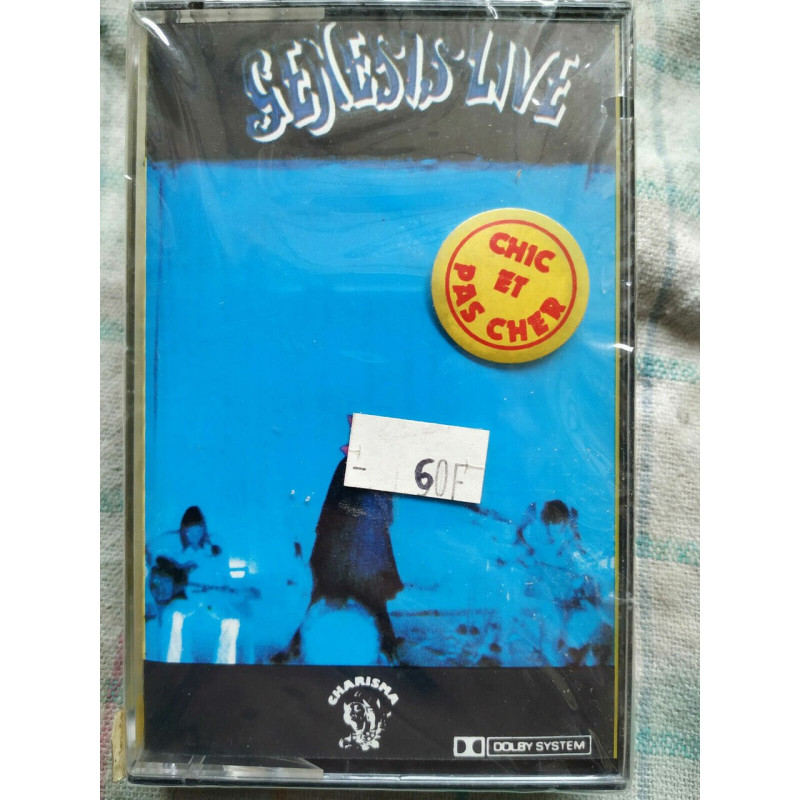 GENESIS LIVE
CHIC
ET
PAS CHER
60F
CHARISMA
DOLBY SYSTEM